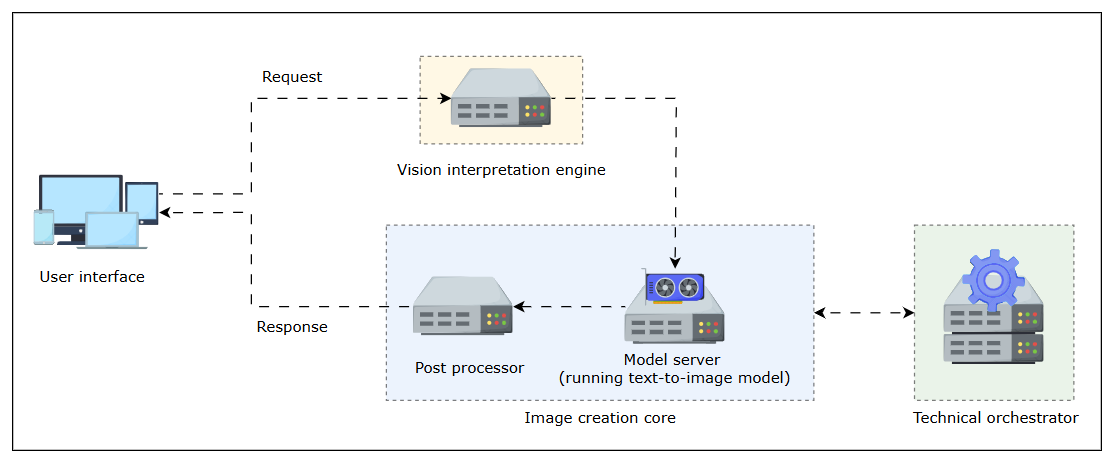 Request
Vision interpretation engine
User interface
Response
Post processor
Model server
(running text-to-image model)
Image creation core
Technical orchestrator